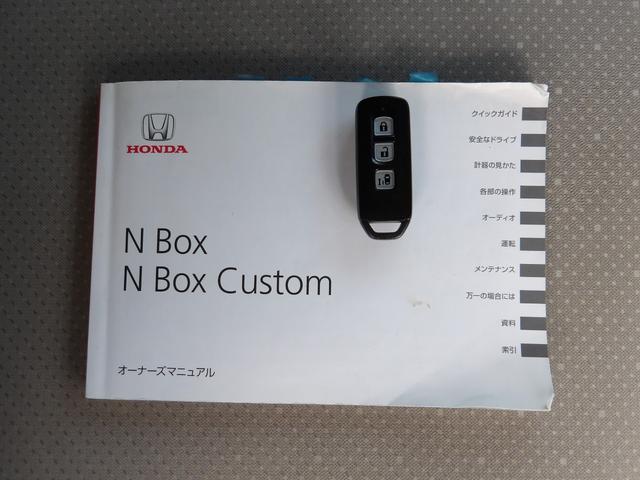 HONDA
N Box
N Box Custom
オーナーズマニュアル
クイックガイド
安全なドライブ
計器の見かた
各部の操作
オーディオ
運転
メンテナンス
万一の場合には
資料
索引